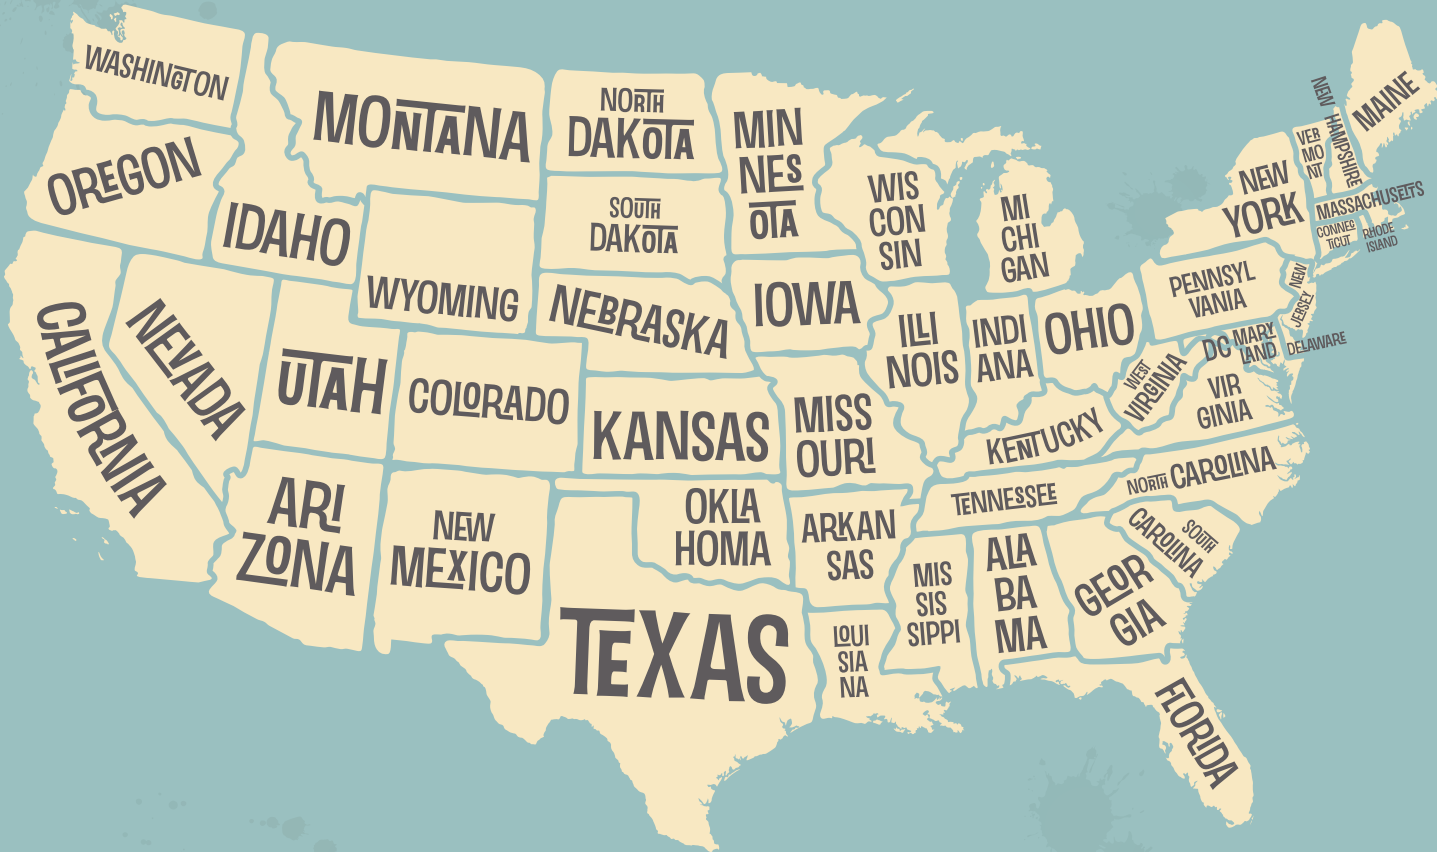 WASHINGTON
OREGON
CALIFORNIA
NEVADA
IDAHO
MONTANA
WYOMING
UTAH
COLORADO
ARI
ZONA
NEW
MEXICO
NORTH
DAKOTA
SOUTH
DAKOTA
NEBRASKA
KANSAS
OKLA
HOMA
TEXAS
MIN
NES
OTA
IOWA
MISS
OURI
ARKAN
SAS
LOUI
SIA
NA
WIS
CON
SIN
ILLI
NOIS
MI
CHI
GAN
INDI
ANA
OHIO
KENTUCKY
TENNESSEE
MIS
SIS
SIPPI
ALA
BA
MA
GEOR
GIA
FLORIDA
SOUTH
CAROLINA
NORTH CAROLINA
VIR
GINIA
WEST
VIRGINIA
DC
MARY
LAND
DELAWARE
PENNSYL
VANIA
NEW
JERSEY
NEW
YORK
CONNEC
TICUT
RHODE
ISLAND
MASSACHUSETTS
VER
MO
NT
NEW
HAMPSHIRE
MAINE